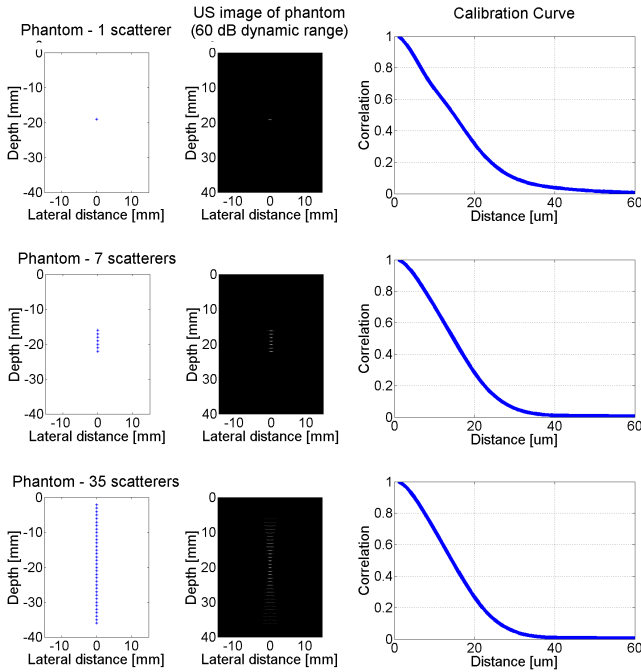 Phantom - 1 scatterer
US image of phantom
(60 dB dynamic range)
Calibration Curve
0
-10
-20
-30
-40
Depth [mm]
-10 0 10
Lateral distance [mm]
0
10
20
30
40
Depth [mm]
-10 0 10
Lateral distance [mm]
1
0.8
0.6
0.4
0.2
0
Correlation
0 20 40 60
Distance [um]
Phantom - 7 scatterers
0
-10
-20
-30
-40
Depth [mm]
-10 0 10
Lateral distance [mm]
0
10
20
30
40
Depth [mm]
-10 0 10
Lateral distance [mm]
1
0.8
0.6
0.4
0.2
0
Correlation
0 20 40 60
Distance [um]
Phantom - 35 scatterers
0
-10
-20
-30
-40
Depth [mm]
-10 0 10
Lateral distance [mm]
0
10
20
30
40
Depth [mm]
-10 0 10
Lateral distance [mm]
1
0.8
0.6
0.4
0.2
0
Correlation
0 20 40 60
Distance [um]